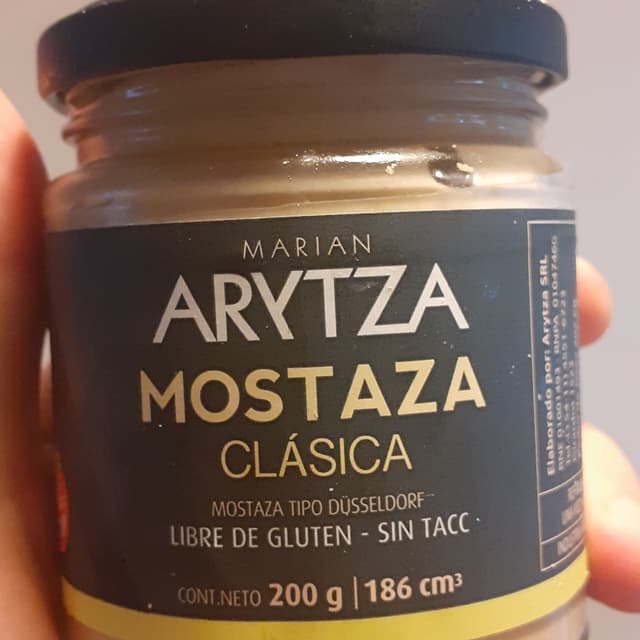 MARIAN
ARYTZA
MOSTAZA
CLÁSICA
MOSTAZA TIPO DÜSSELDORF
LIBRE DE GLUTEN - SIN TACC
CONT.NETO 200 g | 186 cm³
Elaborado por: Arytza SRL